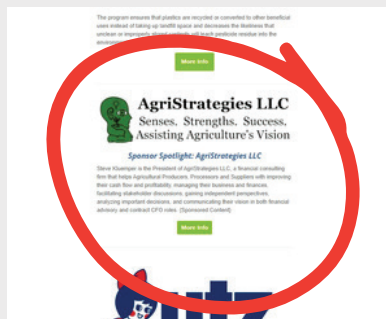 The program ensures that plastics are recycled or converted to other beneficial
uses instead of taking up landfill space and decreases the likeliness that
unclean or improperly
pesticide residue into the
More Info
AgriStrategies LLC
Senses. Strengths. Success.
Assisting Agriculture's Vision
Sponsor Spotlight: AgriStrategies LLC
Steve Kluemper is the President of AgriStrategies LLC, a financial consulting
firm that helps Agricultural Producers, Processors and Suppliers with improving
their cash flow and profitability, managing their business and finances,
facilitating stakeholder discussions, gaining independent perspectives,
analyzing important decisions, and communicating their vision in both financial
advisory and contract CFO roles. (Sponsored Content)
More Info
utz